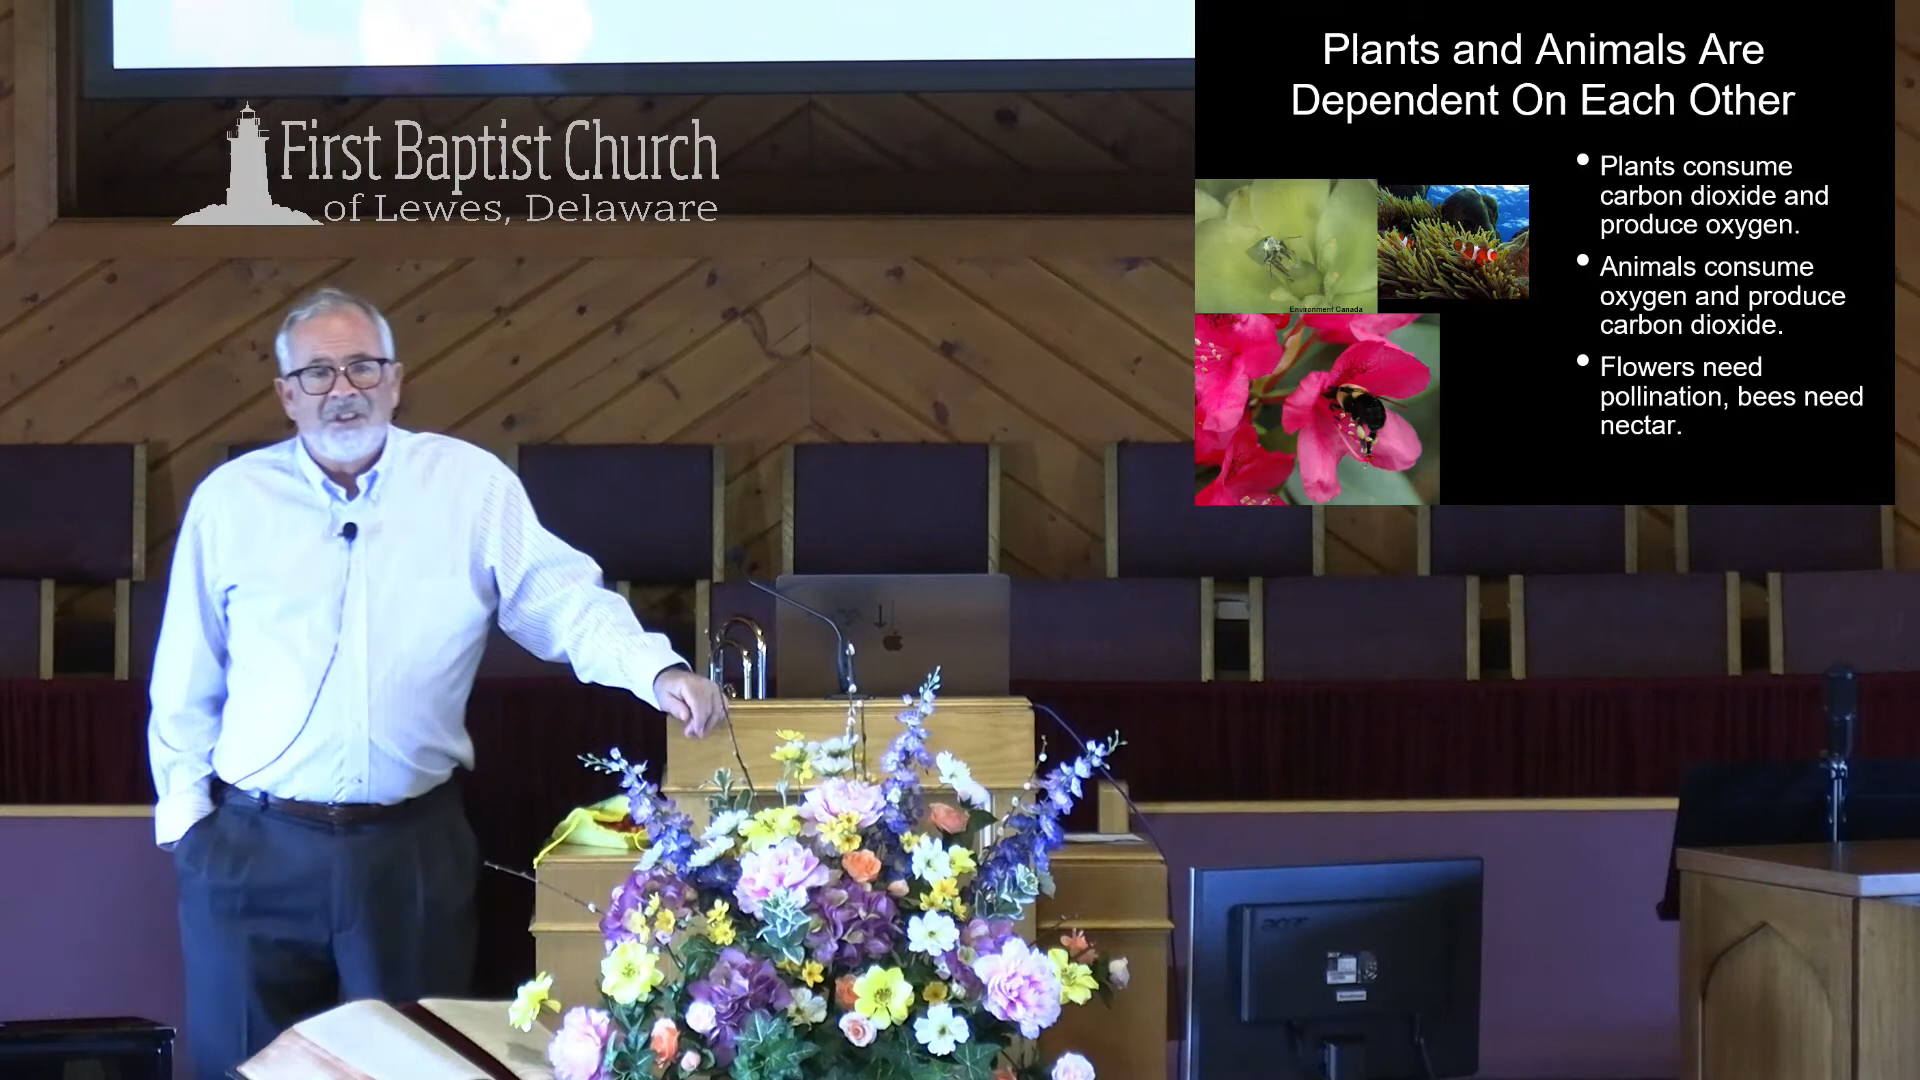 First Baptist Church
of Lewes, Delaware
Plants and Animals Are
Dependent On Each Other
• Plants consume
carbon dioxide and
produce oxygen.
• Animals consume
oxygen and produce
carbon dioxide.
• Flowers need
pollination, bees need
nectar.
Environment Canada
acer